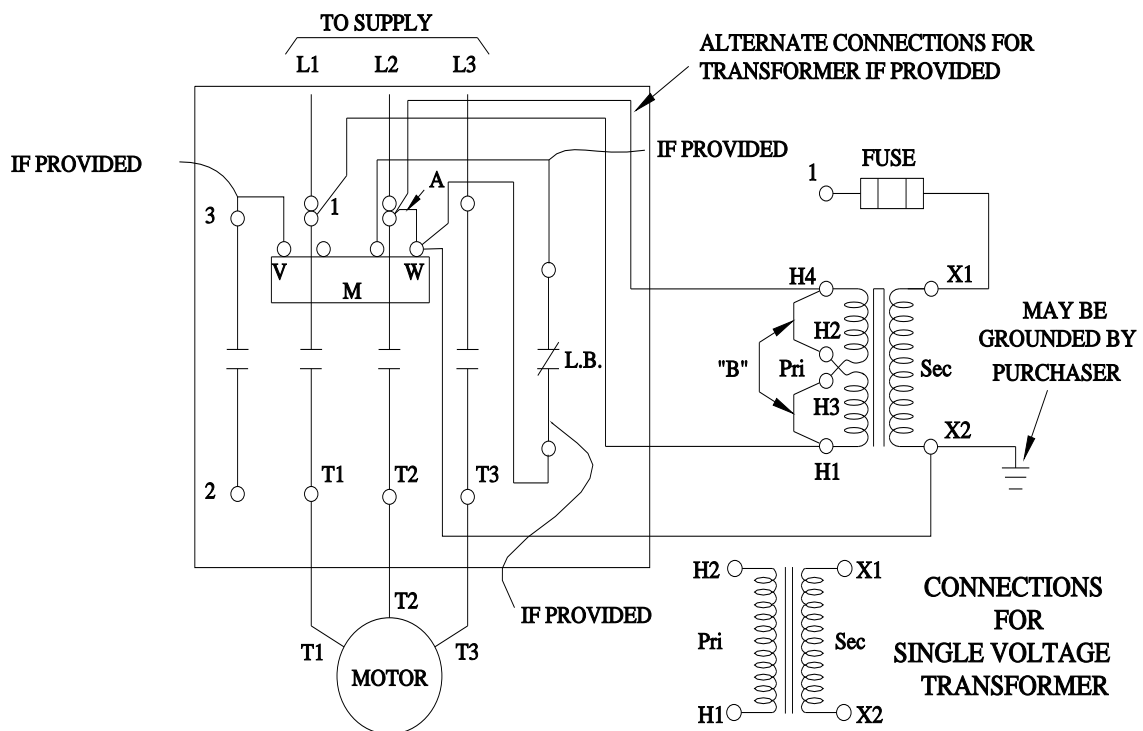 TO SUPPLY
L1 L2 L3
ALTERNATE CONNECTIONS FOR
TRANSFORMER IF PROVIDED
IF PROVIDED
IF PROVIDED
A
1
FUSE
3
1
V
W
M
H4
X1
H2
"B"
Pri
Sec
H3
H1
X2
MAY BE
GROUNDED BY
PURCHASER
L.B.
2
T1
T2
T3
IF PROVIDED
T2
T1
T3
MOTOR
H2
X1
Pri
Sec
H1
X2
CONNECTIONS
FOR
SINGLE VOLTAGE
TRANSFORMER